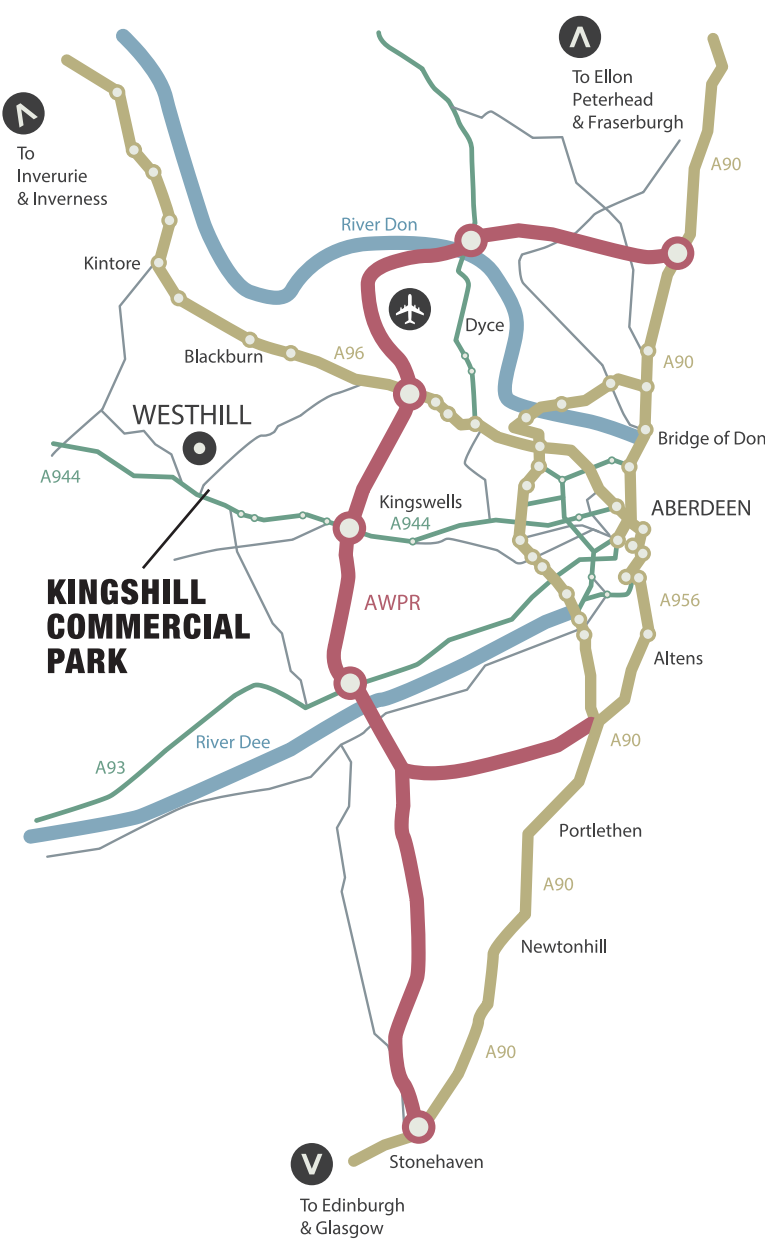 To Ellon
Peterhead
& Fraserburgh
To
Inverurie
& Inverness
A90
River Don
Kintore
Dyce
Blackburn
A96
A90
WESTHILL
Bridge of Don
A944
Kingswells
A944
ABERDEEN
KINGSHILL
COMMERCIAL
PARK
AWPR
A956
Altens
River Dee
A90
A93
Portlethen
A90
Newtonhill
A90
Stonehaven
To Edinburgh
& Glasgow